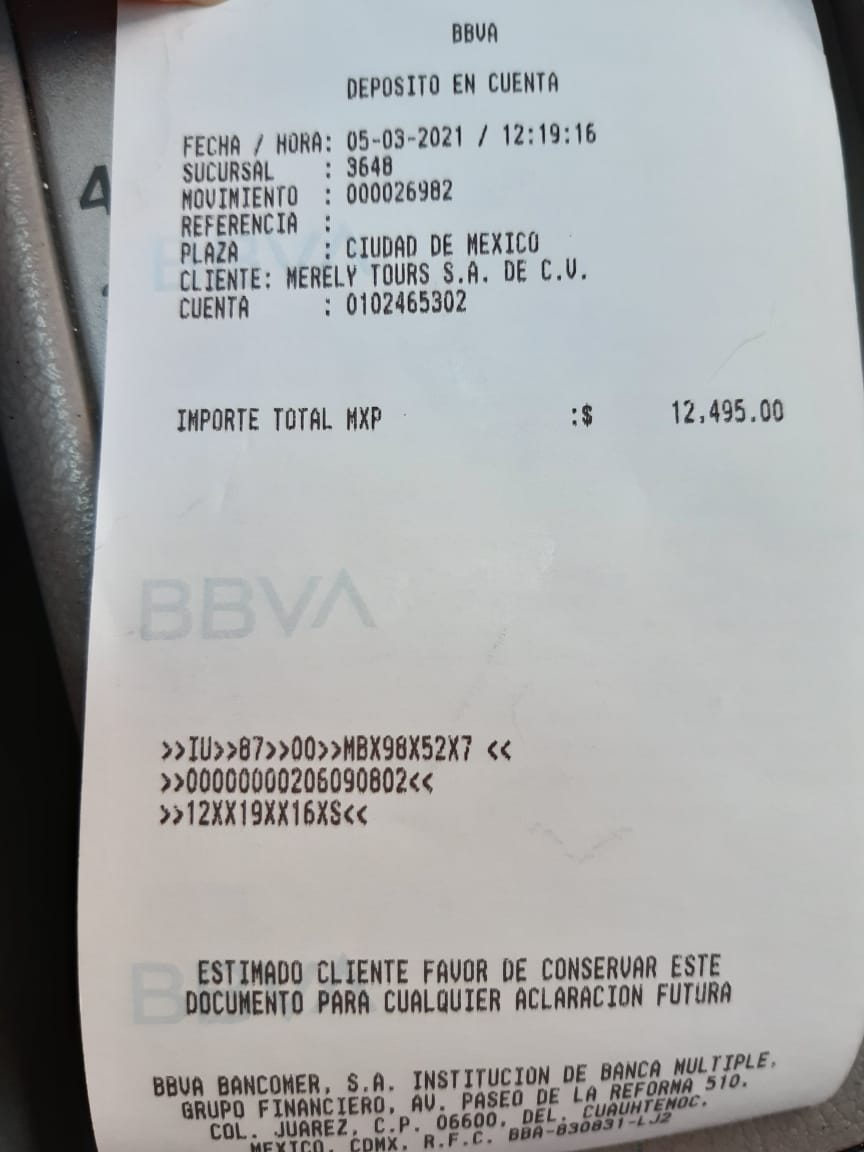 BBVA
DEPOSITO EN CUENTA
FECHA / HORA: 05-03-2021 / 12:19:16
SUCURSAL : 3648
MOVIMIENTO : 000026982
REFERENCIA :
PLAZA : CIUDAD DE MEXICO
CLIENTE: MERELY TOURS S.A. DE C.V.
CUENTA : 0102465302
IMPORTE TOTAL MXP :$ 12,495.00
BBVA
>>IU>>87>>00>>MBX98X52X7 <<
>>00000000206090802<<
>>12XX19XX16XS<<
ESTIMADO CLIENTE FAVOR DE CONSERVAR ESTE
DOCUMENTO PARA CUALQUIER ACLARACION FUTURA
BBVA BANCOMER, S.A. INSTITUCION DE BANCA MULTIPLE,
GRUPO FINANCIERO, AV. PASEO DE LA REFORMA 510.
COL. JUAREZ, C.P. 06600, DEL. CUAUHTEMOC.
MEXICO, CDMX. R.F.C. BBA-830831-LJ2